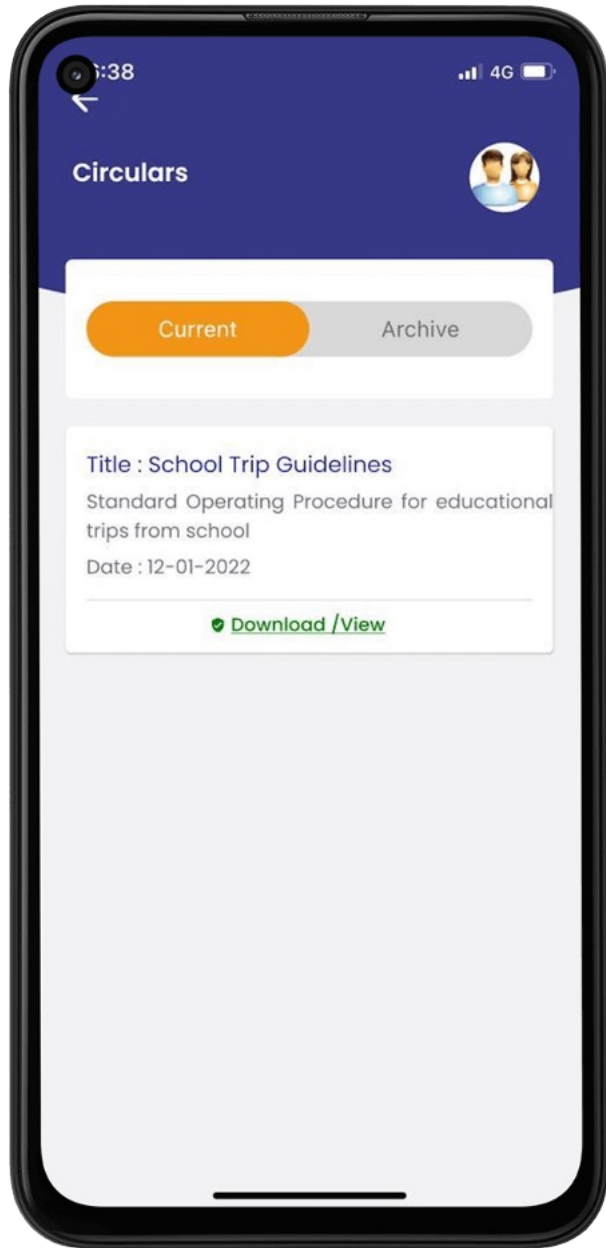 :38
4G
Circulars
Current Archive
Title : School Trip Guidelines
Standard Operating Procedure for educational
trips from school
Date : 12-01-2022
Download /View